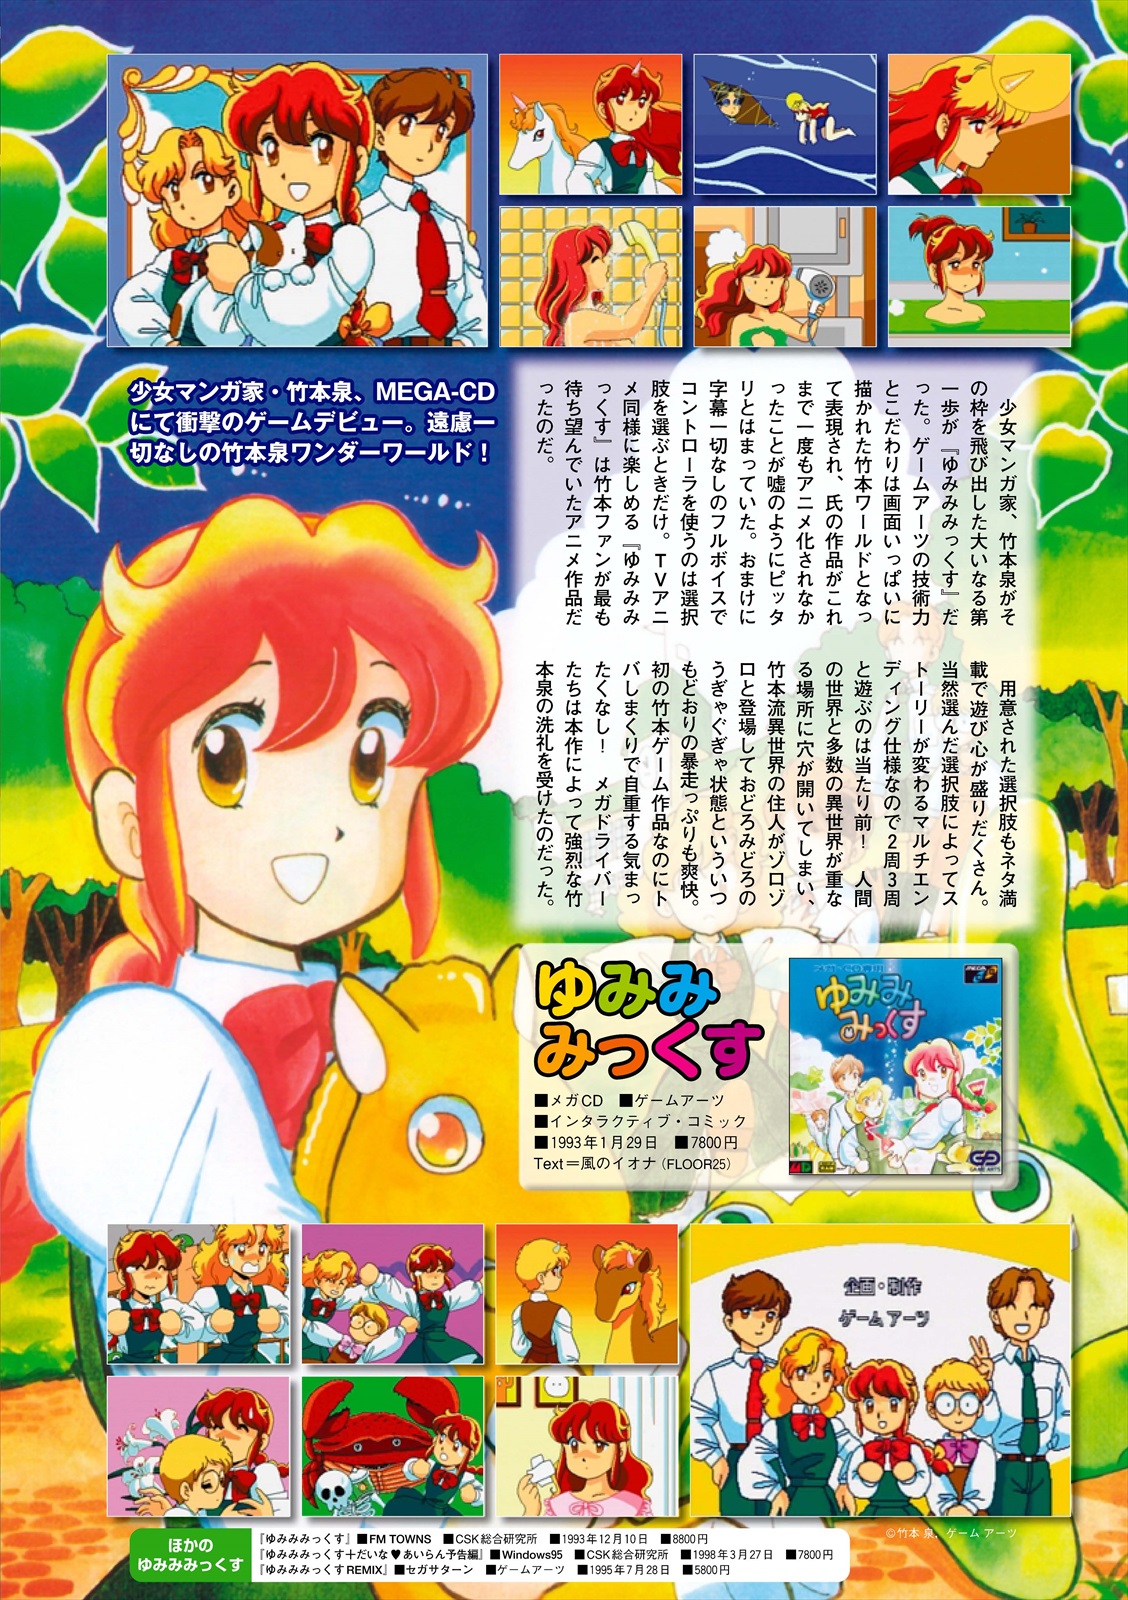 少女マンガ家・竹本泉、MEGA-CD
にて衝撃のゲームデビュー。遠慮一
切なしの竹本泉ワンダーワールド！
少女マンガ家、竹本泉がそ
の枠を飛び出した大いなる第
一歩が『ゆみみみっくす』だ
った。ゲームアーツの技術力
とこだわりは画面いっぱいに
描かれた竹本ワールドとなっ
て表現され、氏の作品がこれ
まで一度もアニメ化されなか
ったことが嘘のようにピッタ
リとはまっていた。おまけに
字幕一切なしのフルボイスで
コントローラを使うのは選択
肢を選ぶときだけ。TVアニ
メ同様に楽しめる『ゆみみみ
っくす』は竹本ファンが最も
待ち望んでいたアニメ作品だ
ったのだ。
用意された選択肢もネタ満
載で遊び心が盛りだくさん。
当然選んだ選択肢によってス
トーリーが変わるマルチエン
ディング仕様なので2周3周
と遊ぶのは当たり前！　人間
の世界と多数の異世界が重な
る場所に穴が開いてしまい、
竹本流異世界の住人がゾロゾ
ロと登場しておどろみどろの
うぎゃぐぎゃ状態といういつ
もどおりの暴走っぷりも爽快。
初の竹本ゲーム作品なのにト
バしまくりで自重する気まっ
たくなし！　メガドライバー
たちは本作によって強烈な竹
本泉の洗礼を受けたのだった。
ゆみみ
みっくす
■メガCD　■ゲームアーツ
■インタラクティブ・コミック
■1993年1月29日　■7800円
Text＝風のイオナ（FLOOR25）
ゆみみ
みっくす
GAME ARTS
企画・制作
ゲームアーツ
©竹本 泉，ゲームアーツ
ほかの
ゆみみみっくす
『ゆみみみっくす』■FM TOWNS　■CSK総合研究所　■1993年12月10日　■8800円
『ゆみみみっくす＋だいな♥あいらん予告編』■Windows95　■CSK総合研究所　■1998年3月27日　■7800円
『ゆみみみっくすREMIX』■セガサターン　■ゲームアーツ　■1995年7月28日　■5800円